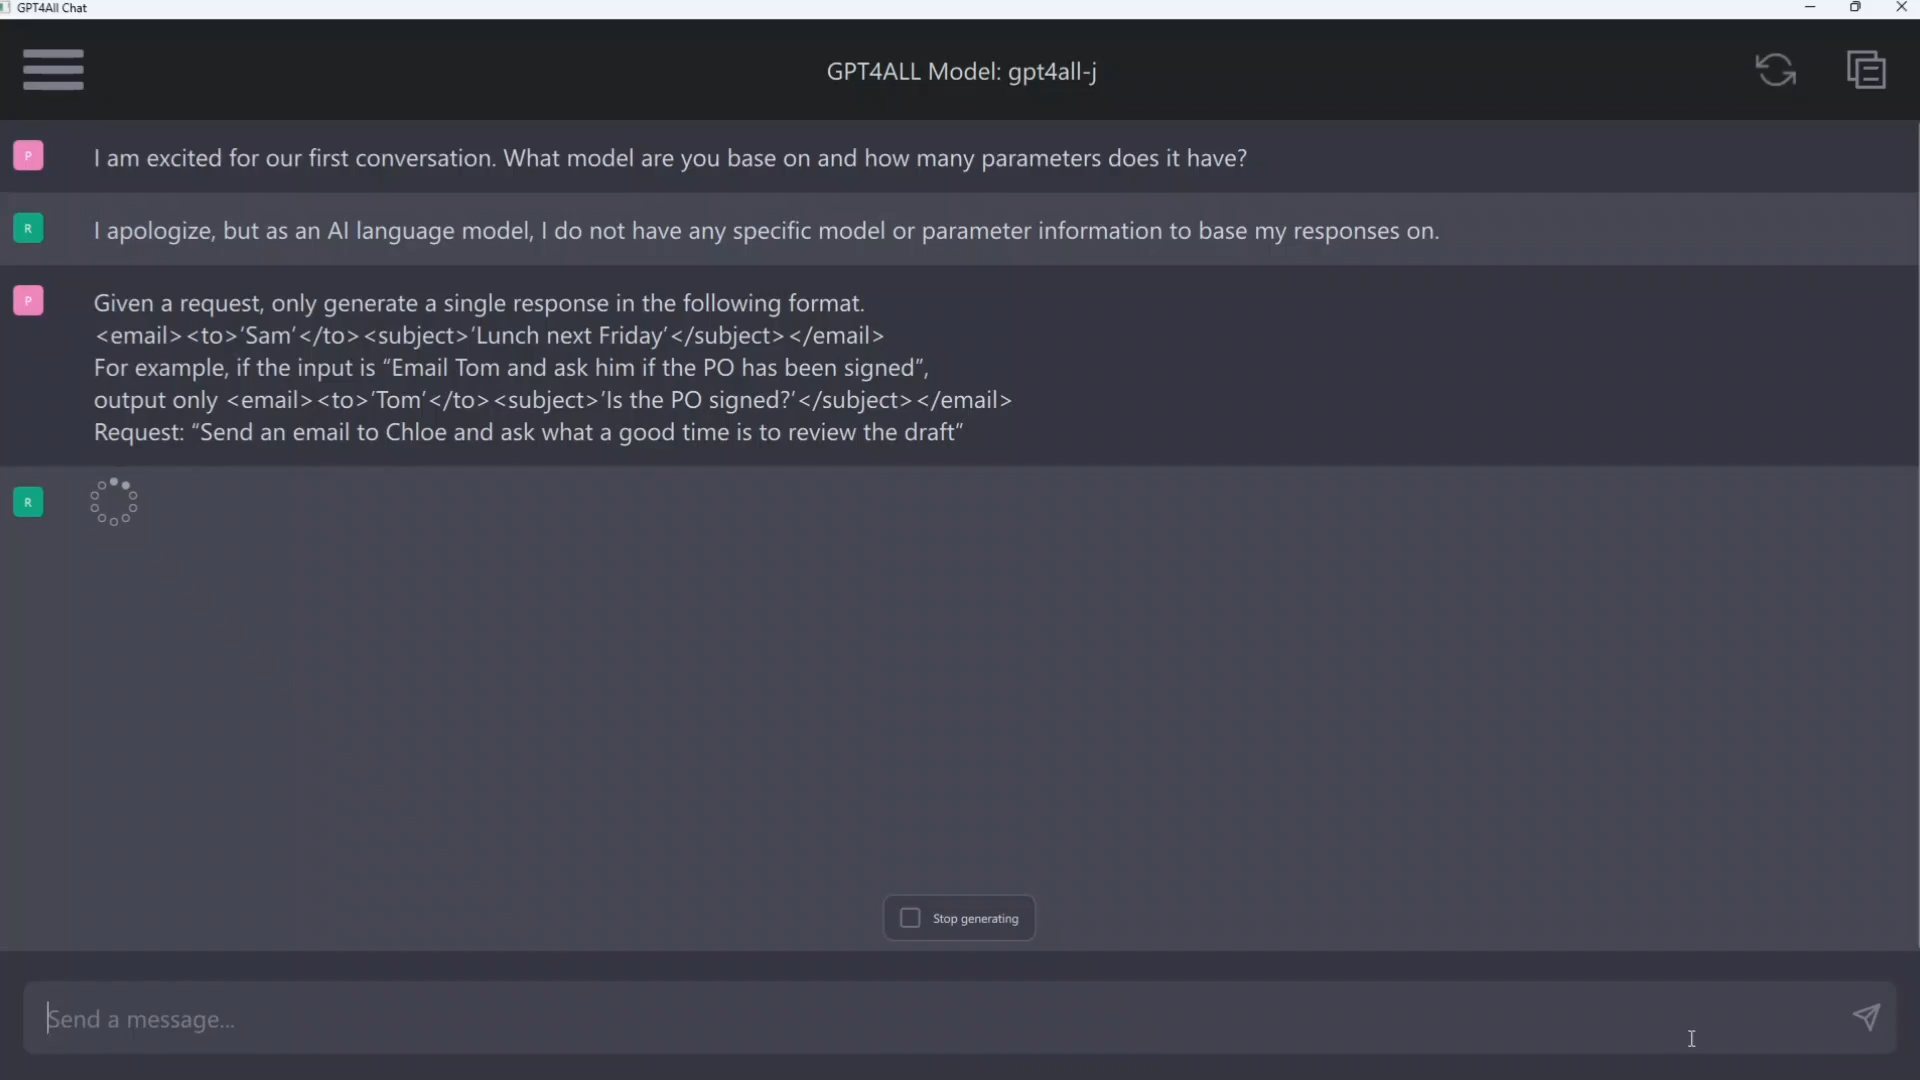 GPT4All Chat
GPT4ALL Model: gpt4all-j
P
I am excited for our first conversation. What model are you base on and how many parameters does it have?
R
I apologize, but as an AI language model, I do not have any specific model or parameter information to base my responses on.
P
Given a request, only generate a single response in the following format.
<email><to>'Sam'</to><subject>'Lunch next Friday'</subject></email>
For example, if the input is “Email Tom and ask him if the PO has been signed”,
output only <email><to>'Tom'</to><subject>'Is the PO signed?'</subject></email>
Request: “Send an email to Chloe and ask what a good time is to review the draft”
R
Stop generating
Send a message...